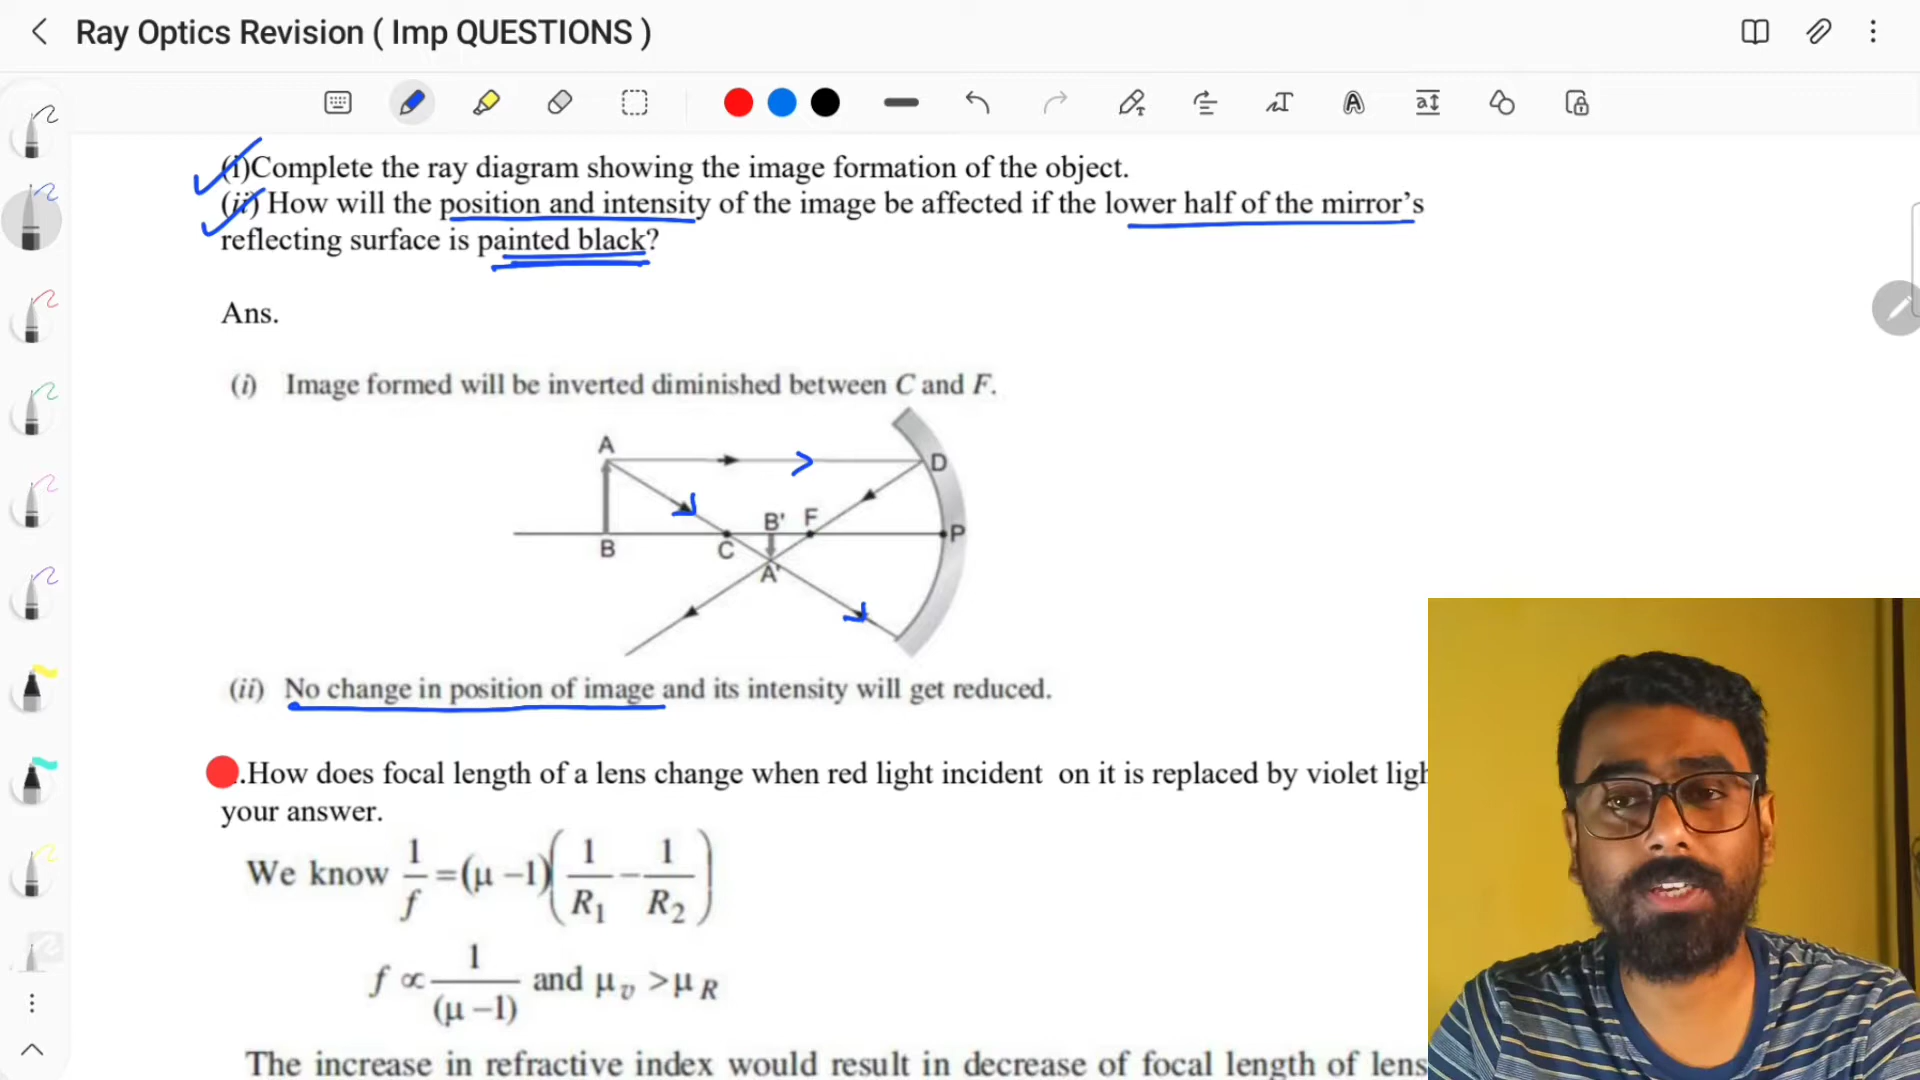 Ray Optics Revision ( Imp QUESTIONS )
(i)Complete the ray diagram showing the image formation of the object.
(ii) How will the position and intensity of the image be affected if the lower half of the mirror's
reflecting surface is painted black?
Ans.
(i) Image formed will be inverted diminished between C and F.
A
D
B' F
P
B
C
A'
(ii) No change in position of image and its intensity will get reduced.
.How does focal length of a lens change when red light incident on it is replaced by violet ligh
your answer.
We know 1/f = (μ −1)(1/R₁ − 1/R₂)
f ∝ 1/(μ −1) and μᵥ >μ R
The increase in refractive index would result in decrease of focal length of lens